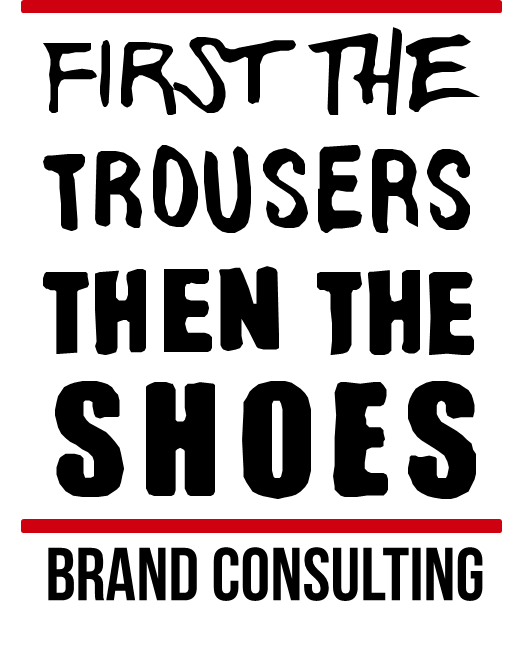 FIRST THE
TROUSERS
THEN THE
SHOES
BRAND CONSULTING